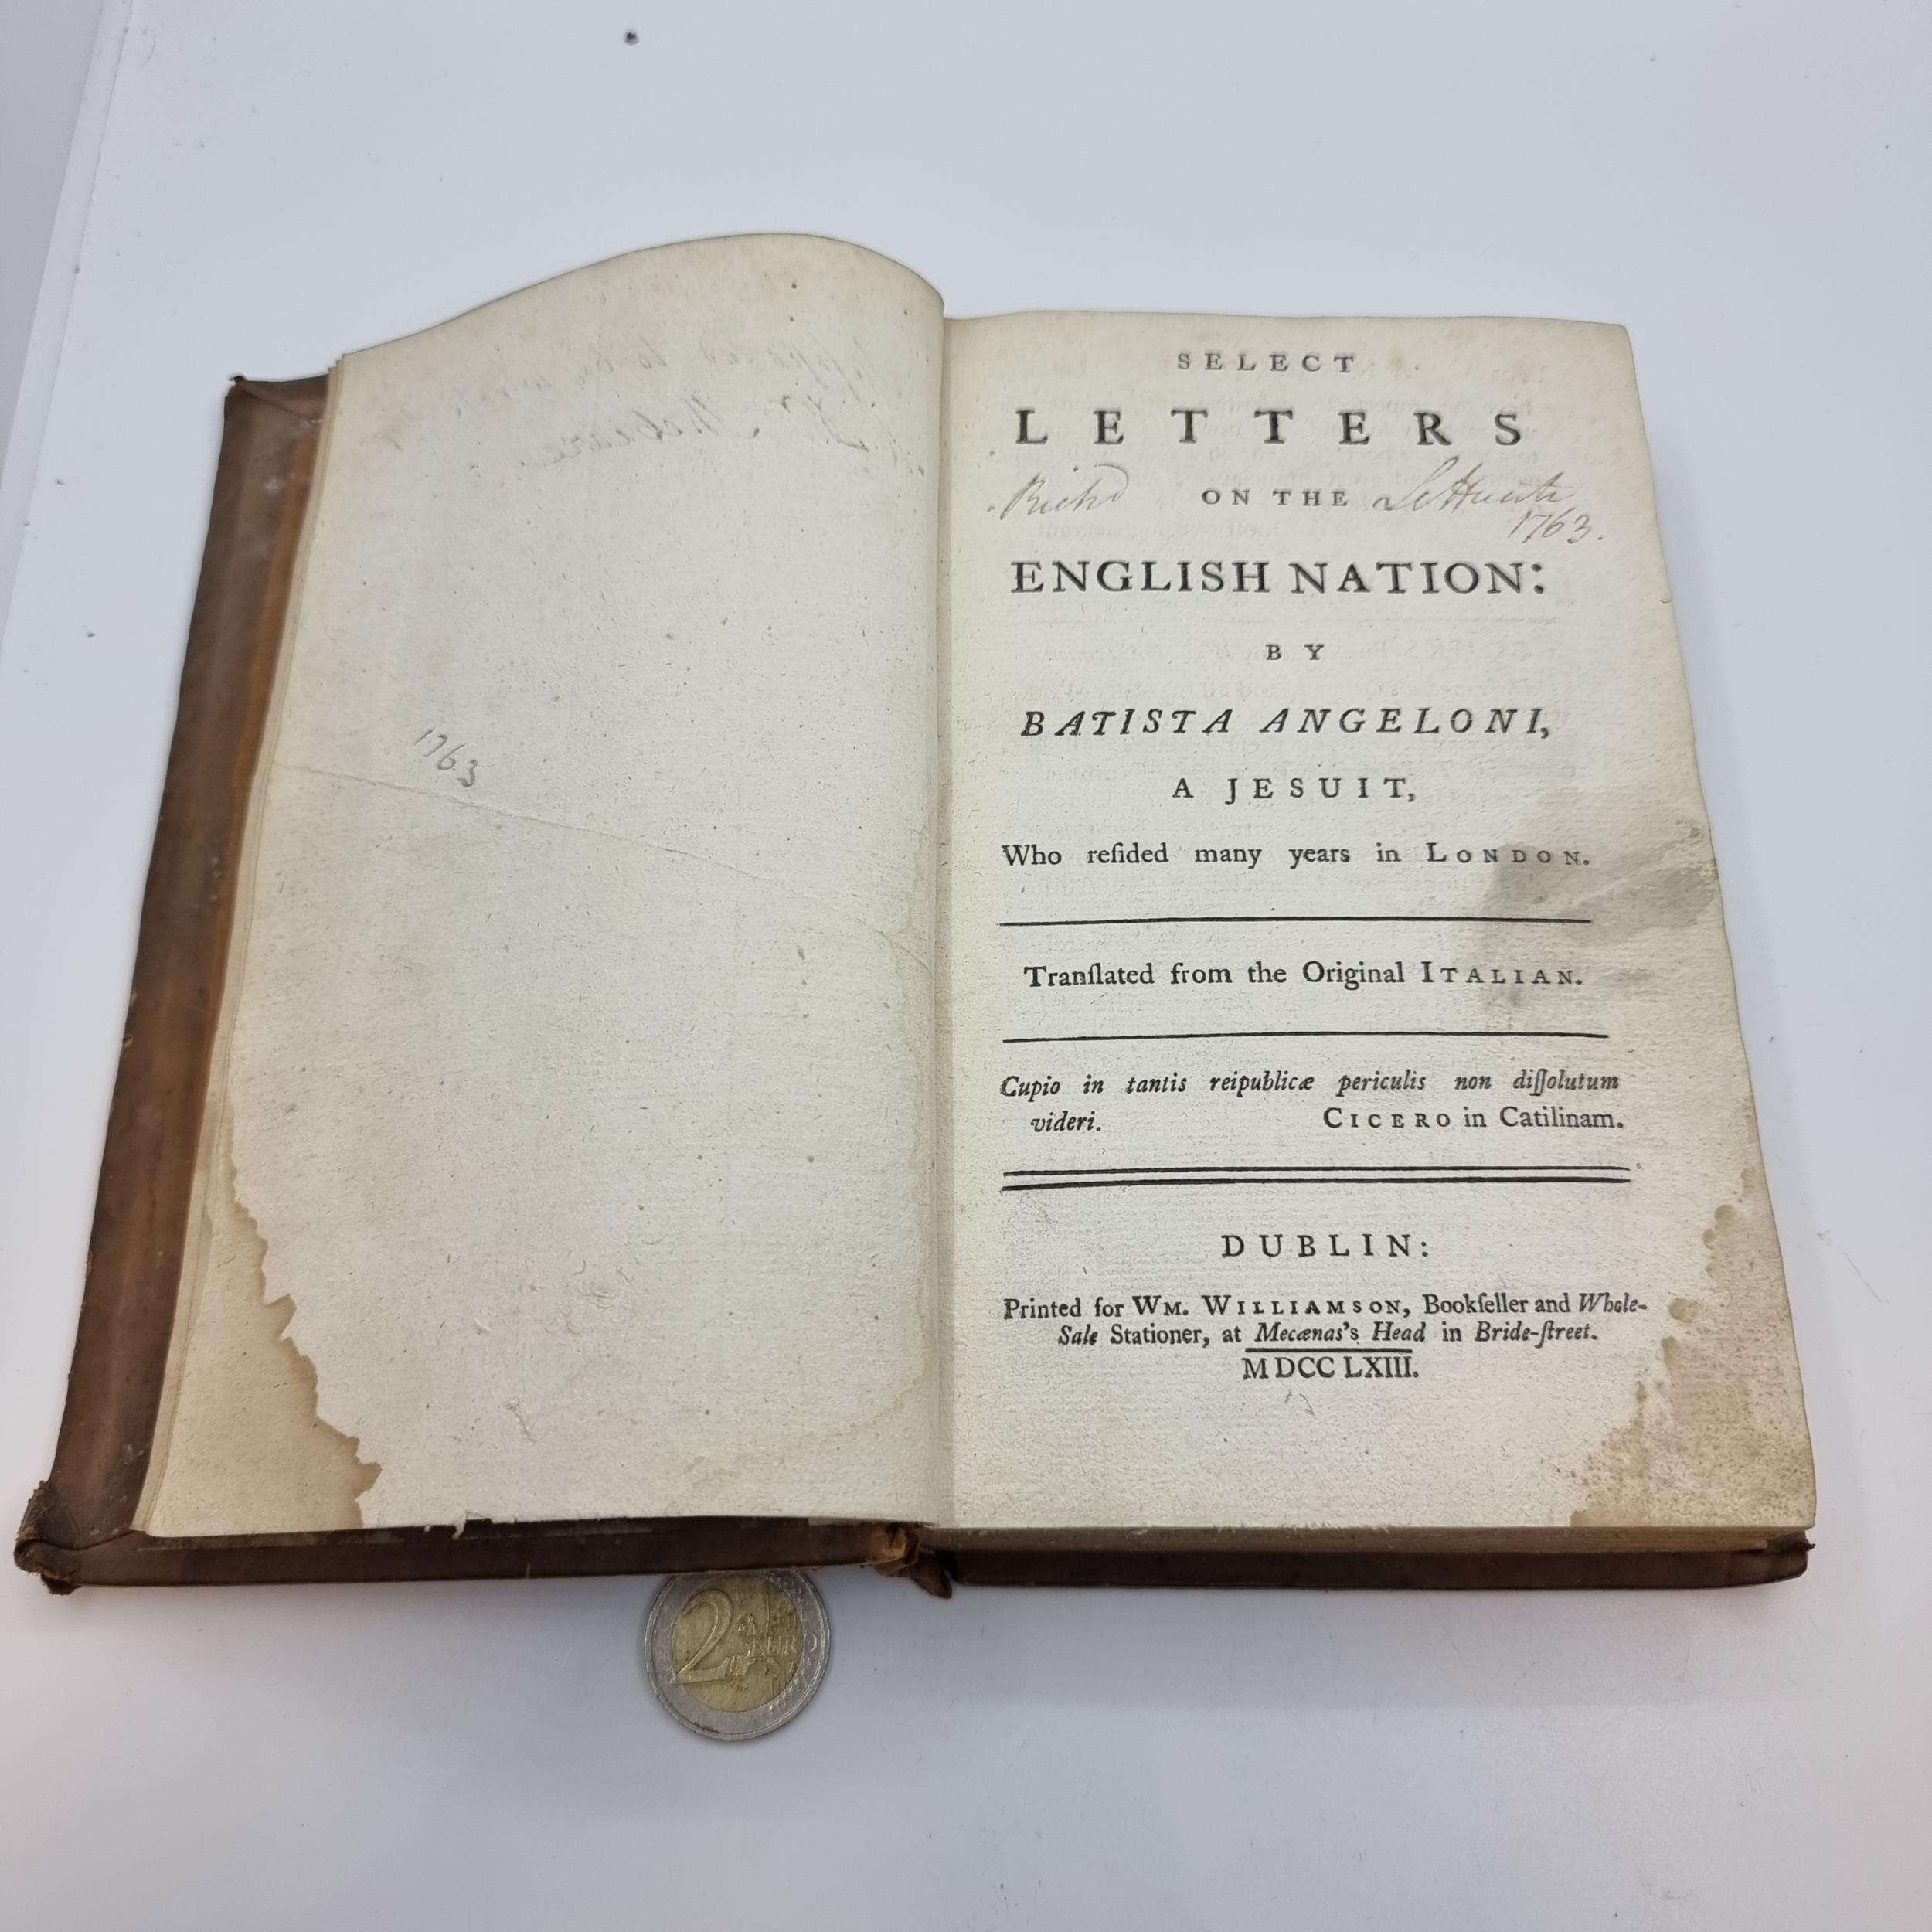 1763
SELECT
LETTERS
Richd ON THE
1763.
ENGLISH NATION:
BY
BATISTA ANGELONI,
A JESUIT,
Who reſided many years in LONDON.
Tranſlated from the Original ITALIAN.
Cupio in tantis reipublicæ periculis non diſſolutum
videri. CICERO in Catilinam.
DUBLIN:
Printed for WM. WILLIAMSON, Bookſeller and Whole-
Sale Stationer, at Mecænas's Head in Bride-ſtreet.
MDCCLXIII.
2 EURO